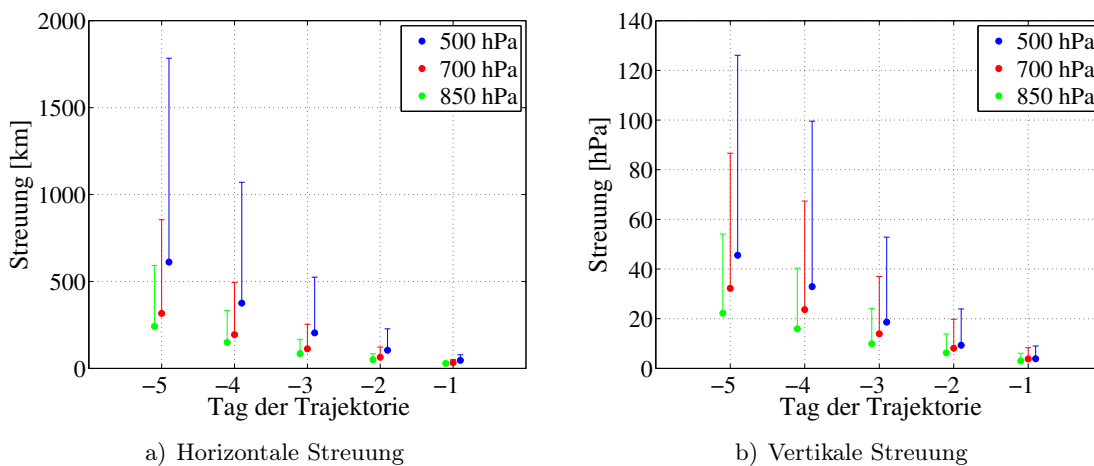 2000
1500
1000
500
0
Streuung [km]
500 hPa
700 hPa
850 hPa
−5 −4 −3 −2 −1
Tag der Trajektorie
a) Horizontale Streuung
140
120
100
80
60
40
20
0
Streuung [hPa]
500 hPa
700 hPa
850 hPa
−5 −4 −3 −2 −1
Tag der Trajektorie
b) Vertikale Streuung